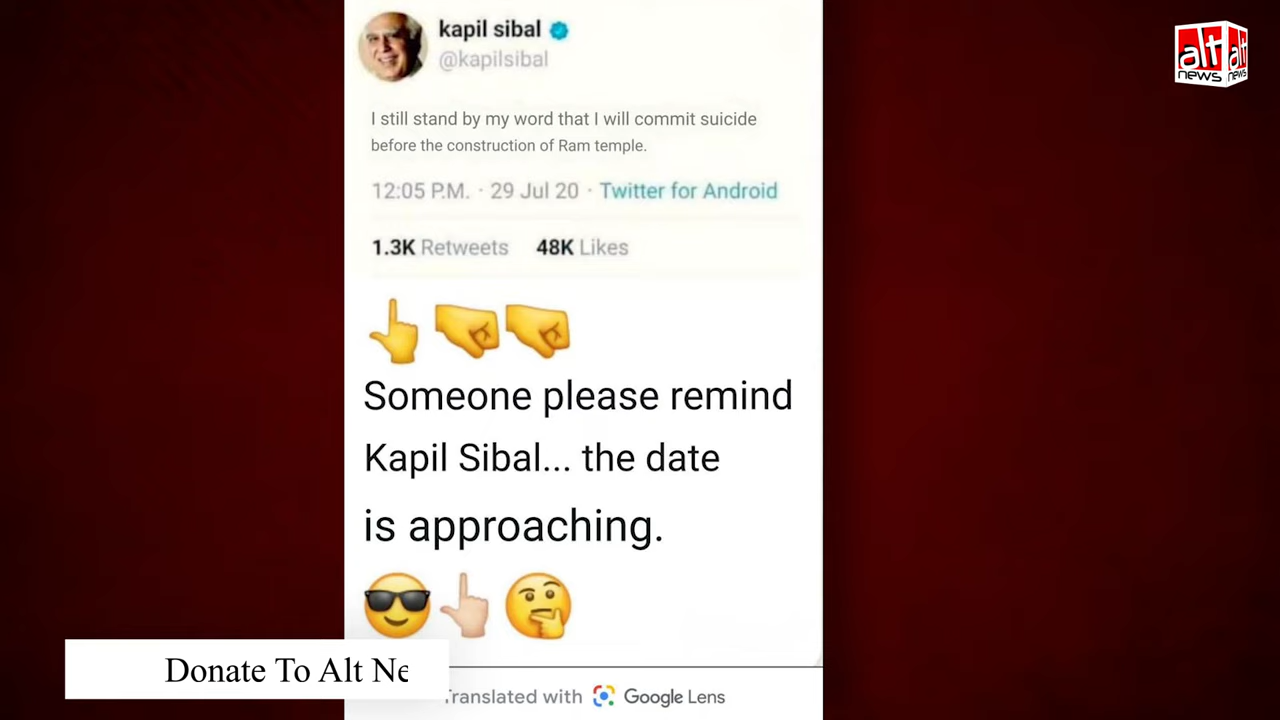 kapil sibal
@kapilsibal
alt alt
news news
I still stand by my word that I will commit suicide
before the construction of Ram temple.
12:05 P.M. · 29 Jul 20 · Twitter for Android
1.3K Retweets 48K Likes
Someone please remind
Kapil Sibal... the date
is approaching.
Donate To Alt
Translated with Google Lens